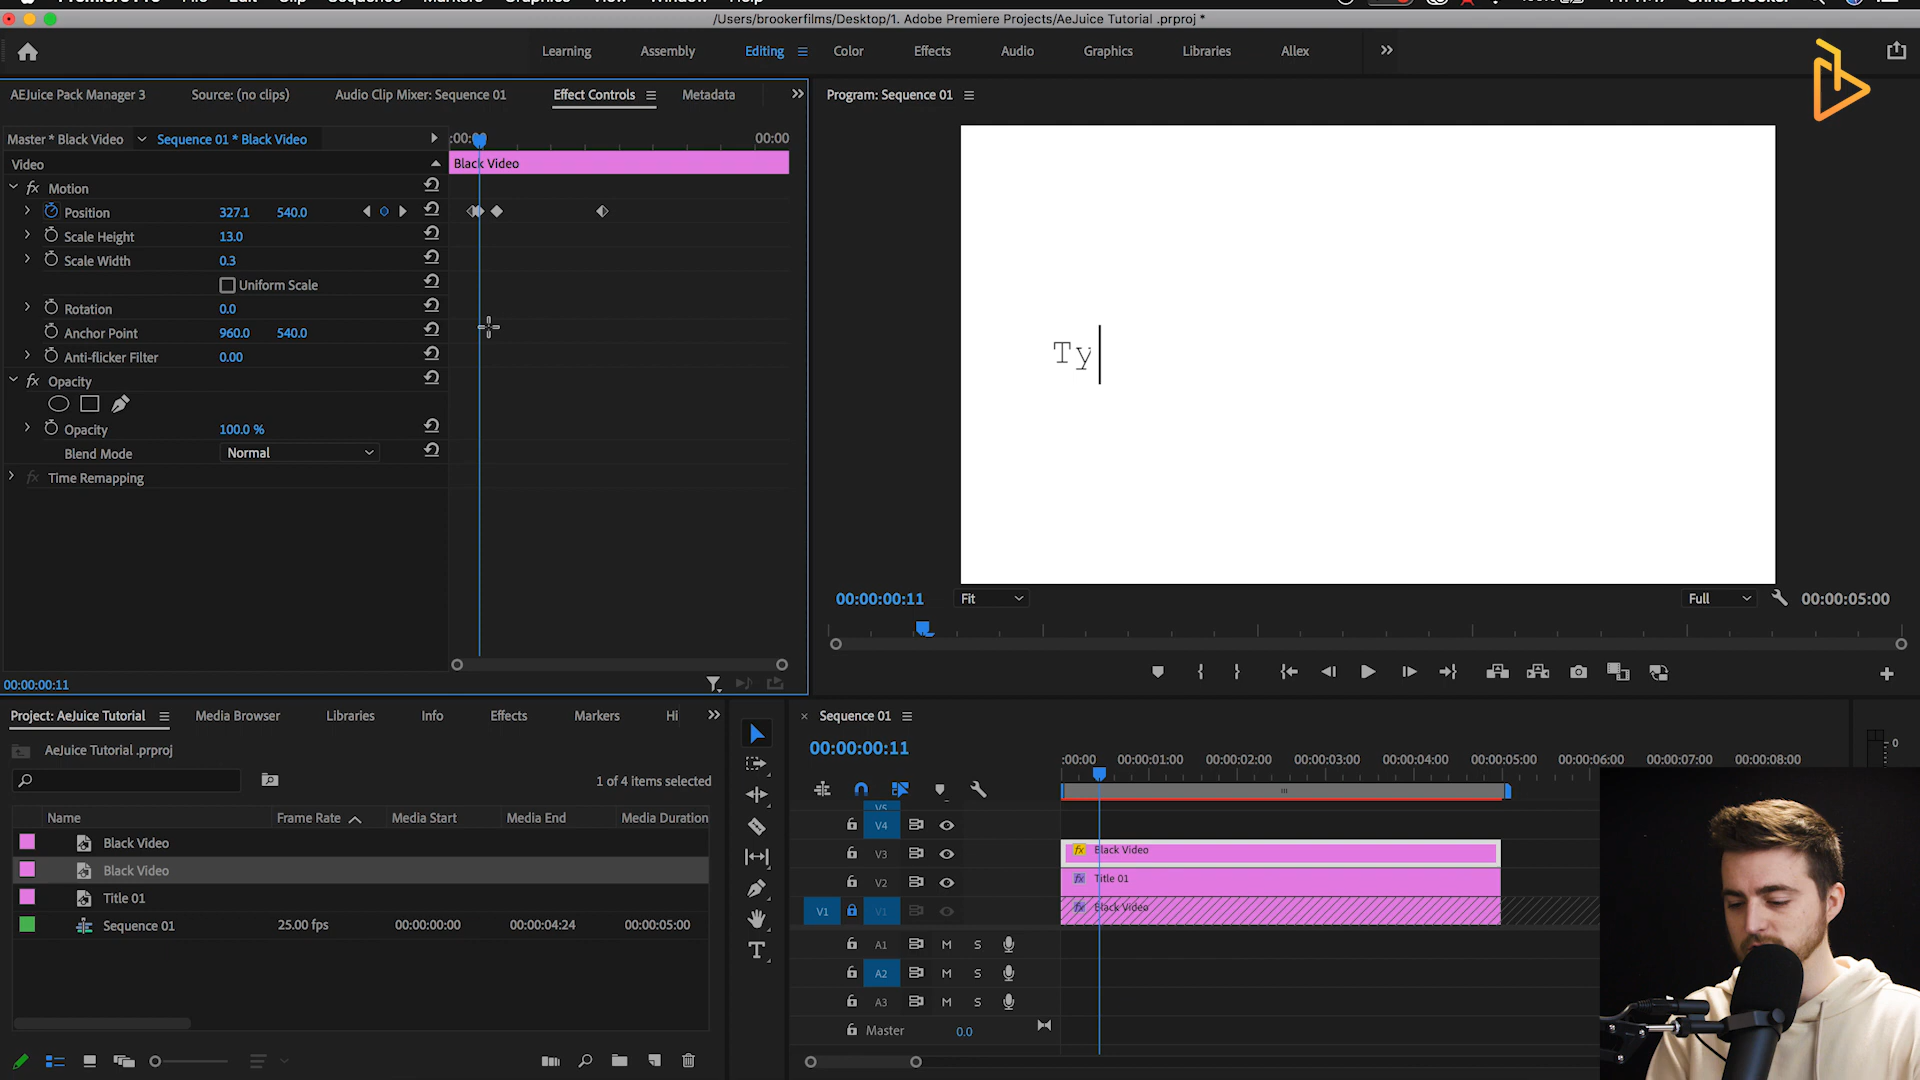 /Users/brookerfilms/Desktop/1. Adobe Premiere Projects/AeJuice Tutorial .prproj *
Learning Assembly Editing Color Effects Audio Graphics Libraries Allex
AEJuice Pack Manager 3 Source: (no clips) Audio Clip Mixer: Sequence 01 Effect Controls Metadata
Program: Sequence 01
Master * Black Video Sequence 01 * Black Video
:00:00 00:00
Video
Black Video
fx Motion
Position 327.1 540.0
Scale Height 13.0
Scale Width 0.3
Uniform Scale
Rotation 0.0
Anchor Point 960.0 540.0
Anti-flicker Filter 0.00
fx Opacity
Opacity 100.0 %
Blend Mode Normal
fx Time Remapping
00:00:00:11
Ty
00:00:00:11 Fit Full 00:00:05:00
Project: AeJuice Tutorial Media Browser Libraries Info Effects Markers Hi
AeJuice Tutorial .prproj
1 of 4 items selected
Name Frame Rate Media Start Media End Media Duration
Black Video
Black Video
Title 01
Sequence 01 25.00 fps 00:00:00:00 00:00:04:24 00:00:05:00
Sequence 01
00:00:00:11
:00:00 00:00:01:00 00:00:02:00 00:00:03:00 00:00:04:00 00:00:05:00 00:00:06:00 00:00:07:00 00:00:08:00
V5
V4
V3 fx Black Video
V2 fx Title 01
V1 V1 fx Black Video
A1 M S
A2 M S
A3 M S
Master 0.0
0
T